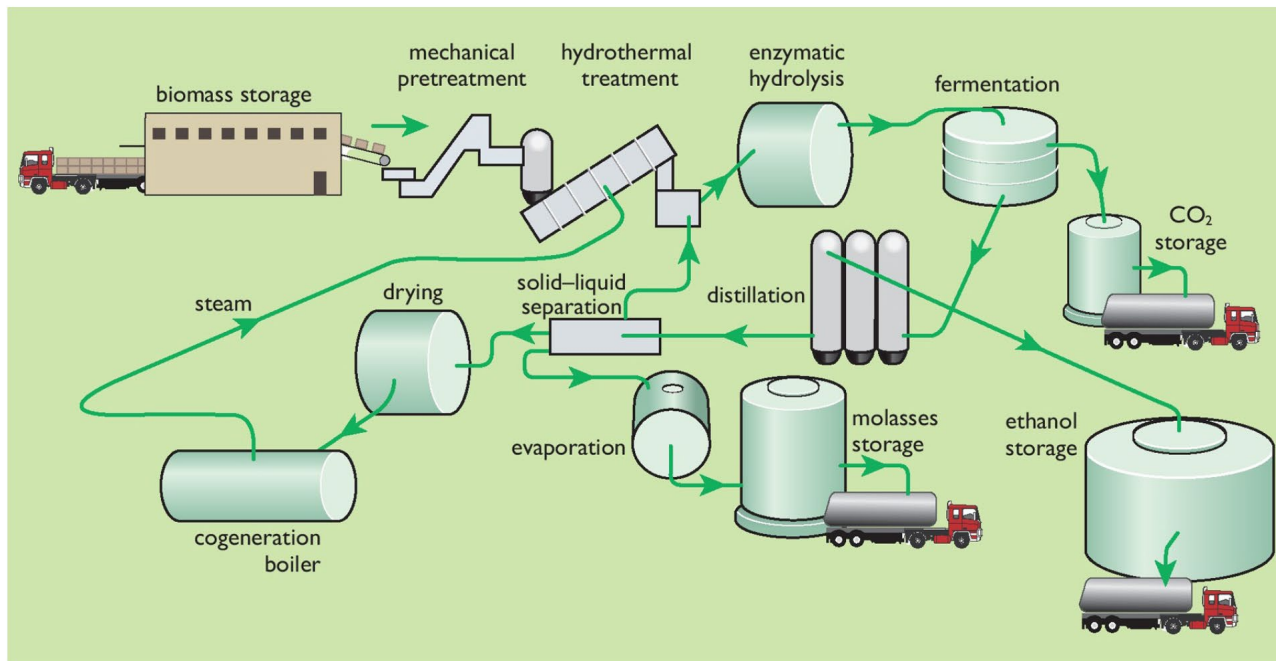 mechanical
pretreatment
hydrothermal
treatment
enzymatic
hydrolysis
fermentation
biomass storage
CO₂
storage
steam
drying
solid–liquid
separation
distillation
evaporation
molasses
storage
ethanol
storage
cogeneration
boiler